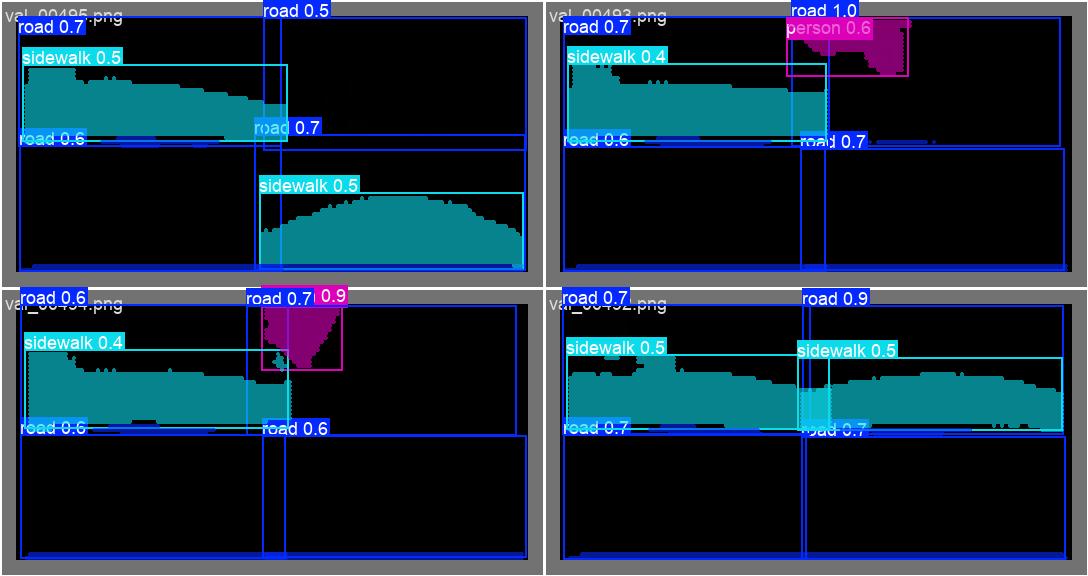 val_00495.png
road 0.5
road 0.7
sidewalk 0.5
road 0.6
road 0.7
sidewalk 0.5
val_00493.png
road 1.0
road 0.7
person 0.6
sidewalk 0.4
road 0.6
road 0.7
val_00494.png
road 0.6
road 0.7
0.9
sidewalk 0.4
road 0.6
road 0.6
val_00492.png
road 0.7
road 0.9
sidewalk 0.5
sidewalk 0.5
road 0.7
road 0.7